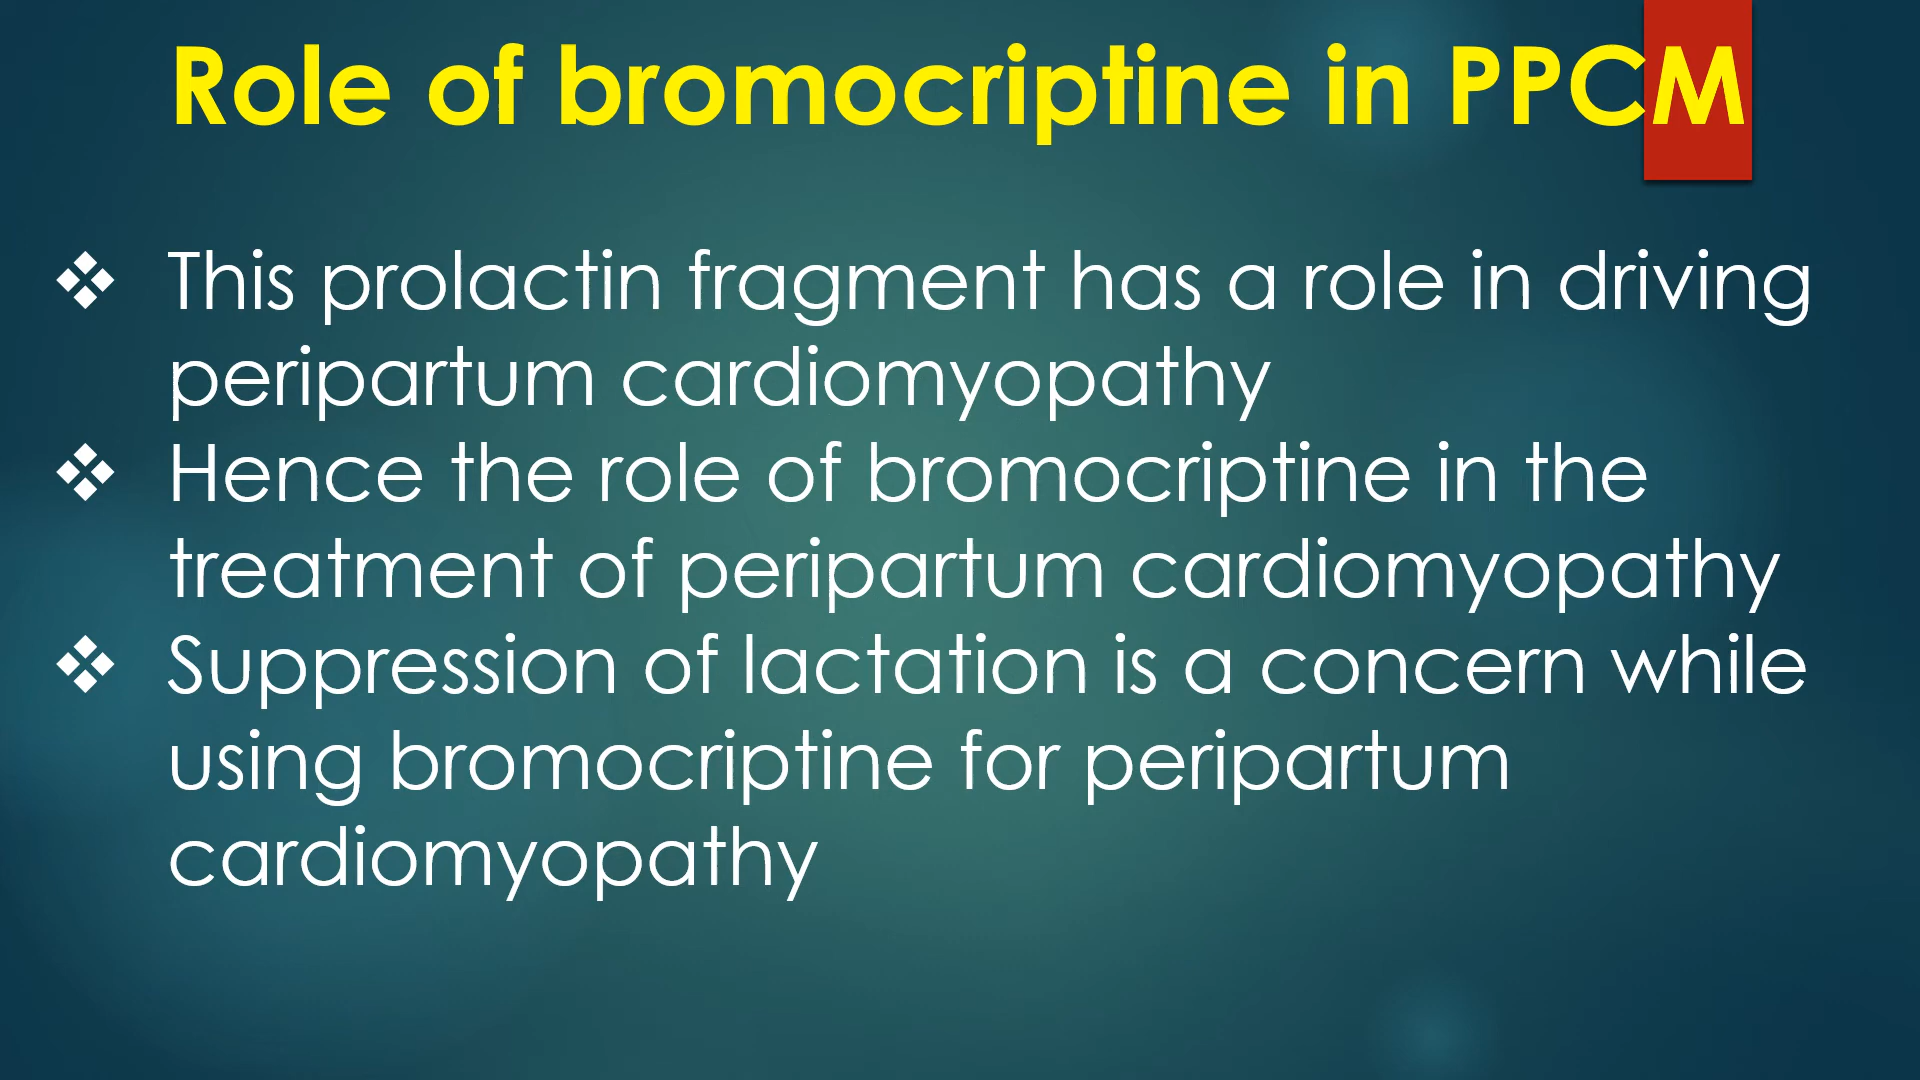 Role of bromocriptine in PPCM
❖ This prolactin fragment has a role in driving
peripartum cardiomyopathy
❖ Hence the role of bromocriptine in the
treatment of peripartum cardiomyopathy
❖ Suppression of lactation is a concern while
using bromocriptine for peripartum
cardiomyopathy